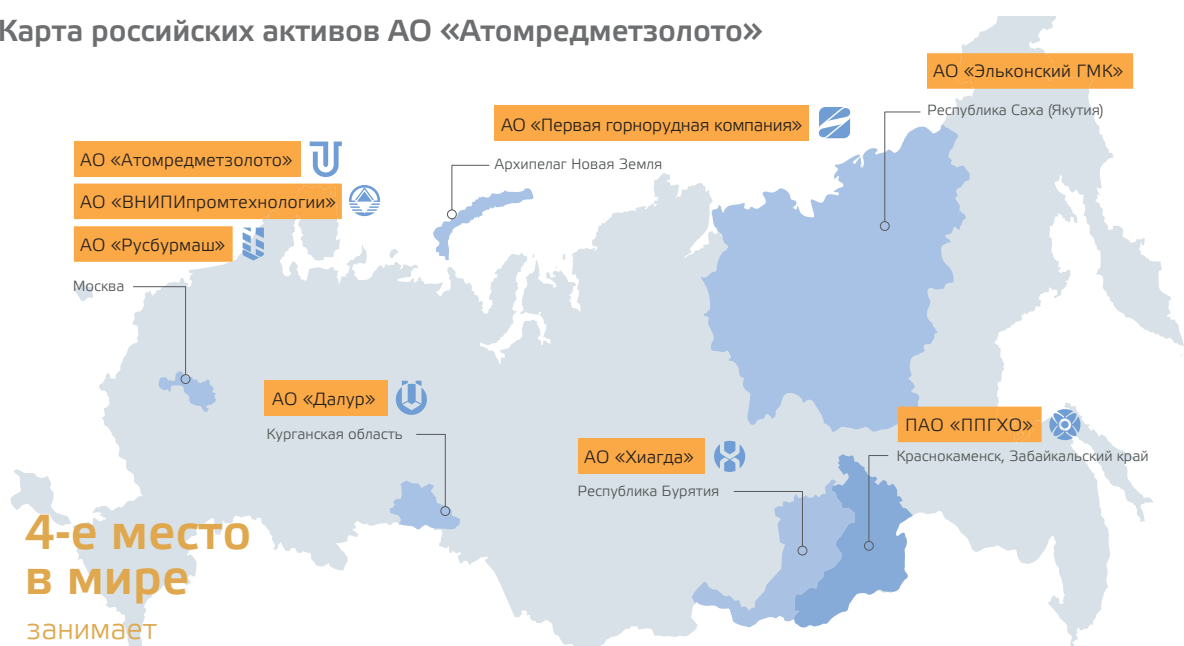 Карта российских активов АО «Атомредметзолото»
АО «Эльконский ГМК»
Республика Саха (Якутия)
АО «Первая горнорудная компания»
Архипелаг Новая Земля
АО «Атомредметзолото»
АО «ВНИПИпромтехнологии»
АО «Русбурмаш»
Москва
АО «Далур»
Курганская область
АО «Хиагда»
Республика Бурятия
ПАО «ППГХО»
Краснокаменск, Забайкальский край
4-е место
в мире
занимает